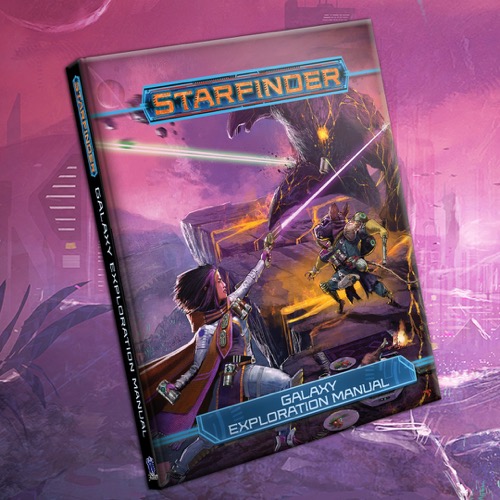 STARFINDER
GALAXY
EXPLORATION MANUAL
STARFINDER
GALAXY EXPLORATION MANUAL